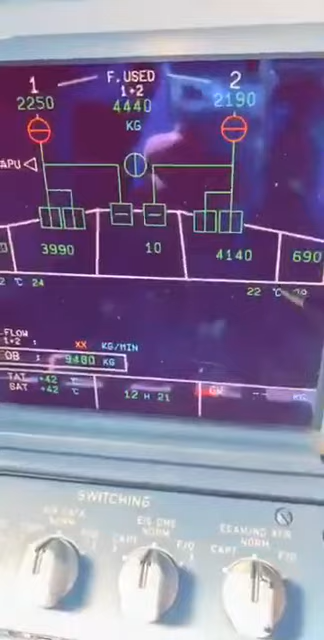 1 F.USED 2
1+2
2250 4440 2190
KG
APU
3990 10 4140 690
2 °C 24 22 °C
FLOW
1+2 : XX KG/MIN
OB : 9480 KG
TAT +42 °C
SAT +42 °C 12 H 21 GW -- KG
SWITCHING
AIR DATA EIS DMC ECAM/ND XFR
NORM NORM NORM
CAPT F/O CAPT F/O